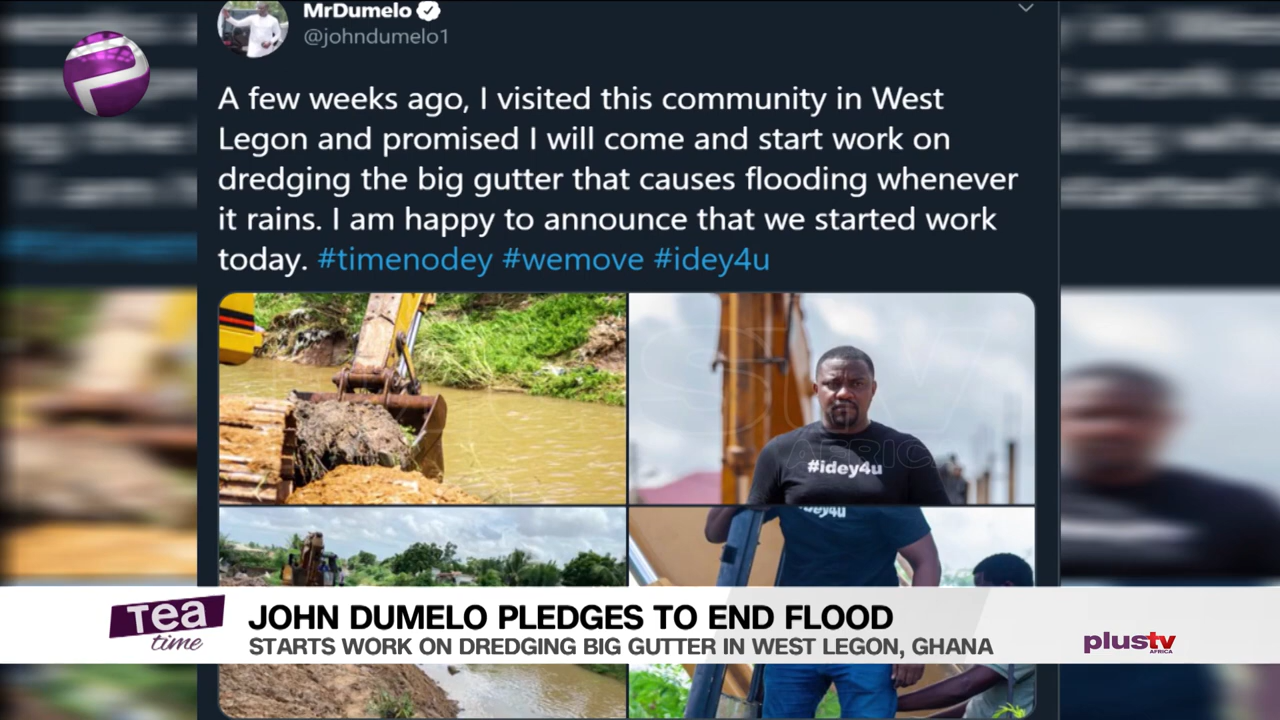 MrDumelo
@johndumelo1
A few weeks ago, I visited this community in West
Legon and promised I will come and start work on
dredging the big gutter that causes flooding whenever
it rains. I am happy to announce that we started work
today. #timenodey #wemove #idey4u
#idey4u
Tea
time
JOHN DUMELO PLEDGES TO END FLOOD
STARTS WORK ON DREDGING BIG GUTTER IN WEST LEGON, GHANA
plustv
AFRICA